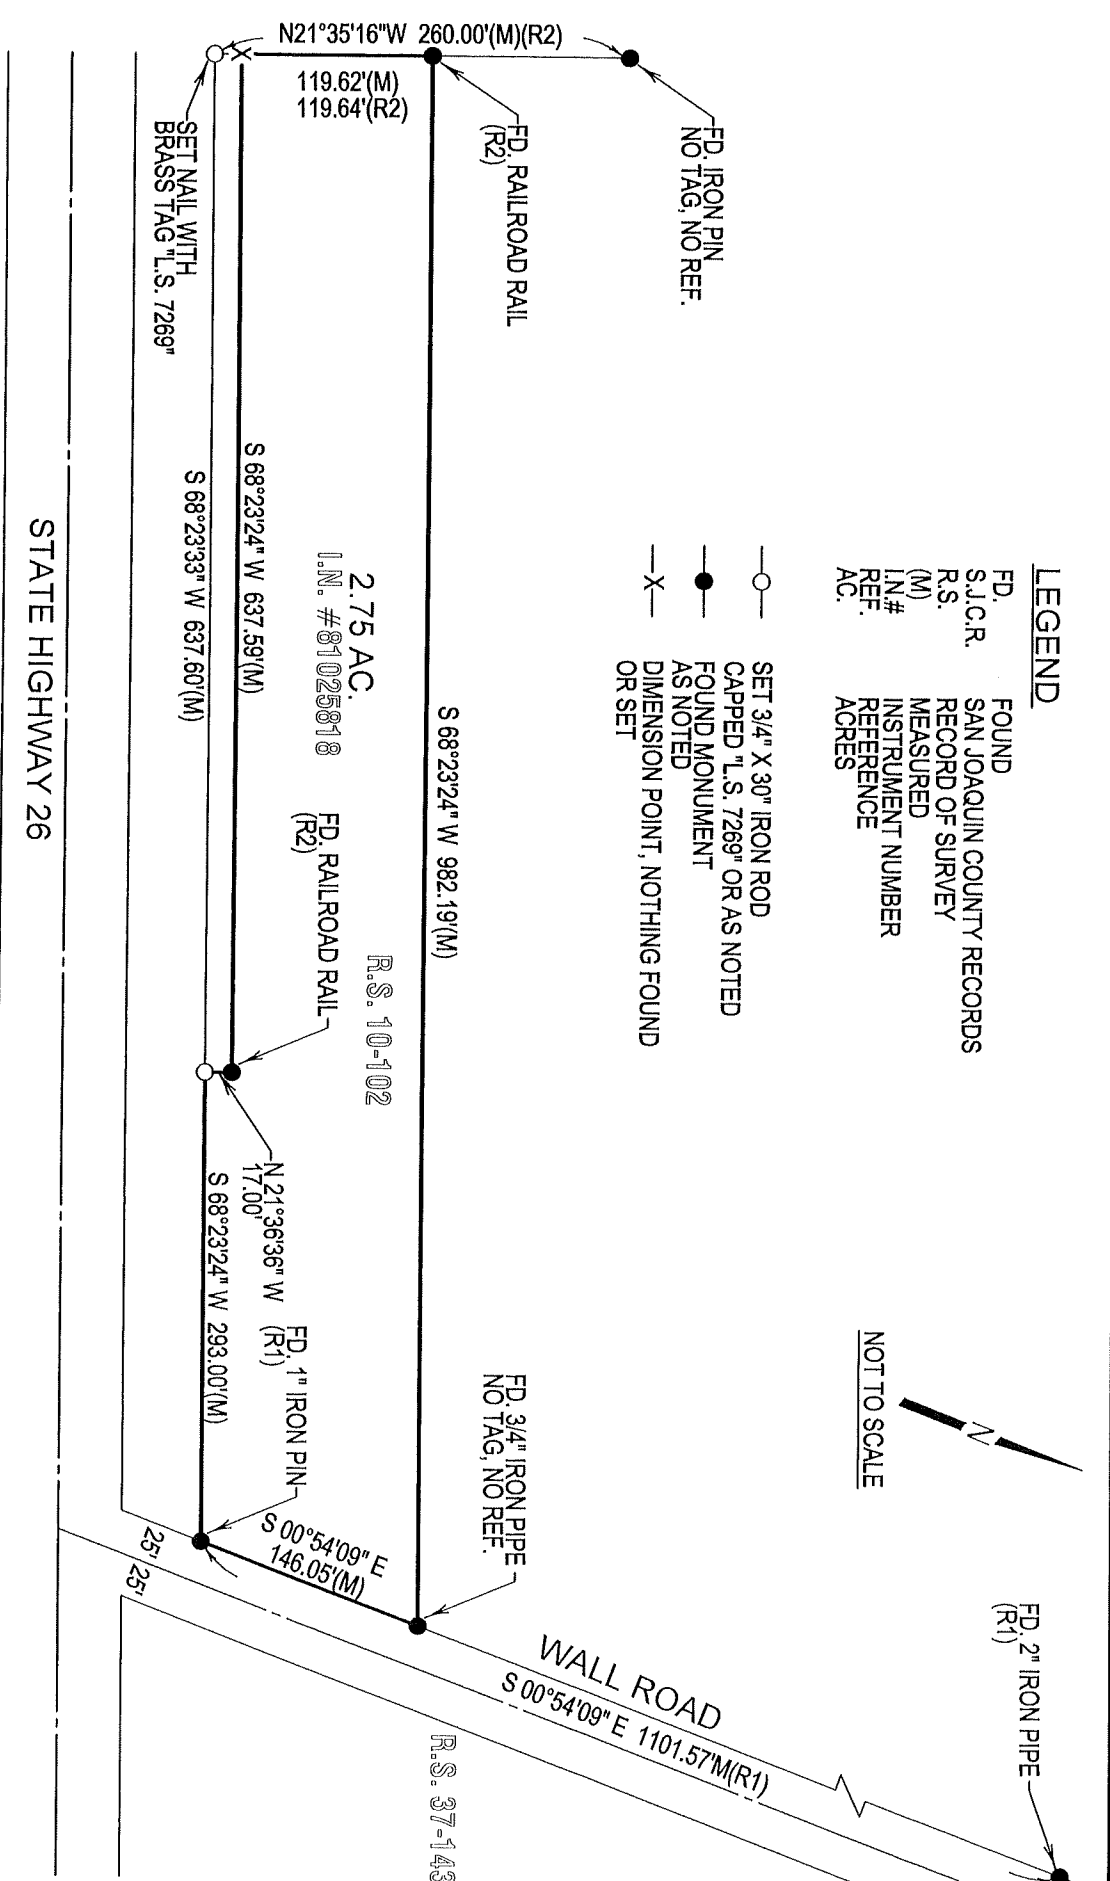 LEGEND
FD. FOUND
S.J.C.R. SAN JOAQUIN COUNTY RECORDS
R.S. RECORD OF SURVEY
(M) MEASURED
I.N.# INSTRUMENT NUMBER
REF. REFERENCE
AC. ACRES
SET 3/4" X 30" IRON ROD
CAPPED "L.S. 7269" OR AS NOTED
FOUND MONUMENT
AS NOTED
X DIMENSION POINT, NOTHING FOUND
OR SET
N
NOT TO SCALE
FD. IRON PIN
NO TAG, NO REF.
FD. RAILROAD RAIL
(R2)
N21°35'16"W 260.00'(M)(R2)
119.62'(M)
119.64'(R2)
X
SET NAIL WITH
BRASS TAG "L.S. 7269"
S 68°23'24" W 982.19'(M)
S 68°23'24" W 637.59'(M)
S 68°23'33" W 637.60'(M)
2.75 AC.
I.N. #81025818
R.S. 10-102
FD. RAILROAD RAIL
(R2)
N 21°36'36" W (R1)
17.00'
S 68°23'24" W 293.00'(M)
FD. 1" IRON PIN
FD. 3/4" IRON PIPE
NO TAG, NO REF.
S 00°54'09" E
146.05'(M)
FD. 2" IRON PIPE
(R1)
WALL ROAD
S 00°54'09" E 1101.57'M(R1)
R.S. 37-143
25'
25'
STATE HIGHWAY 26